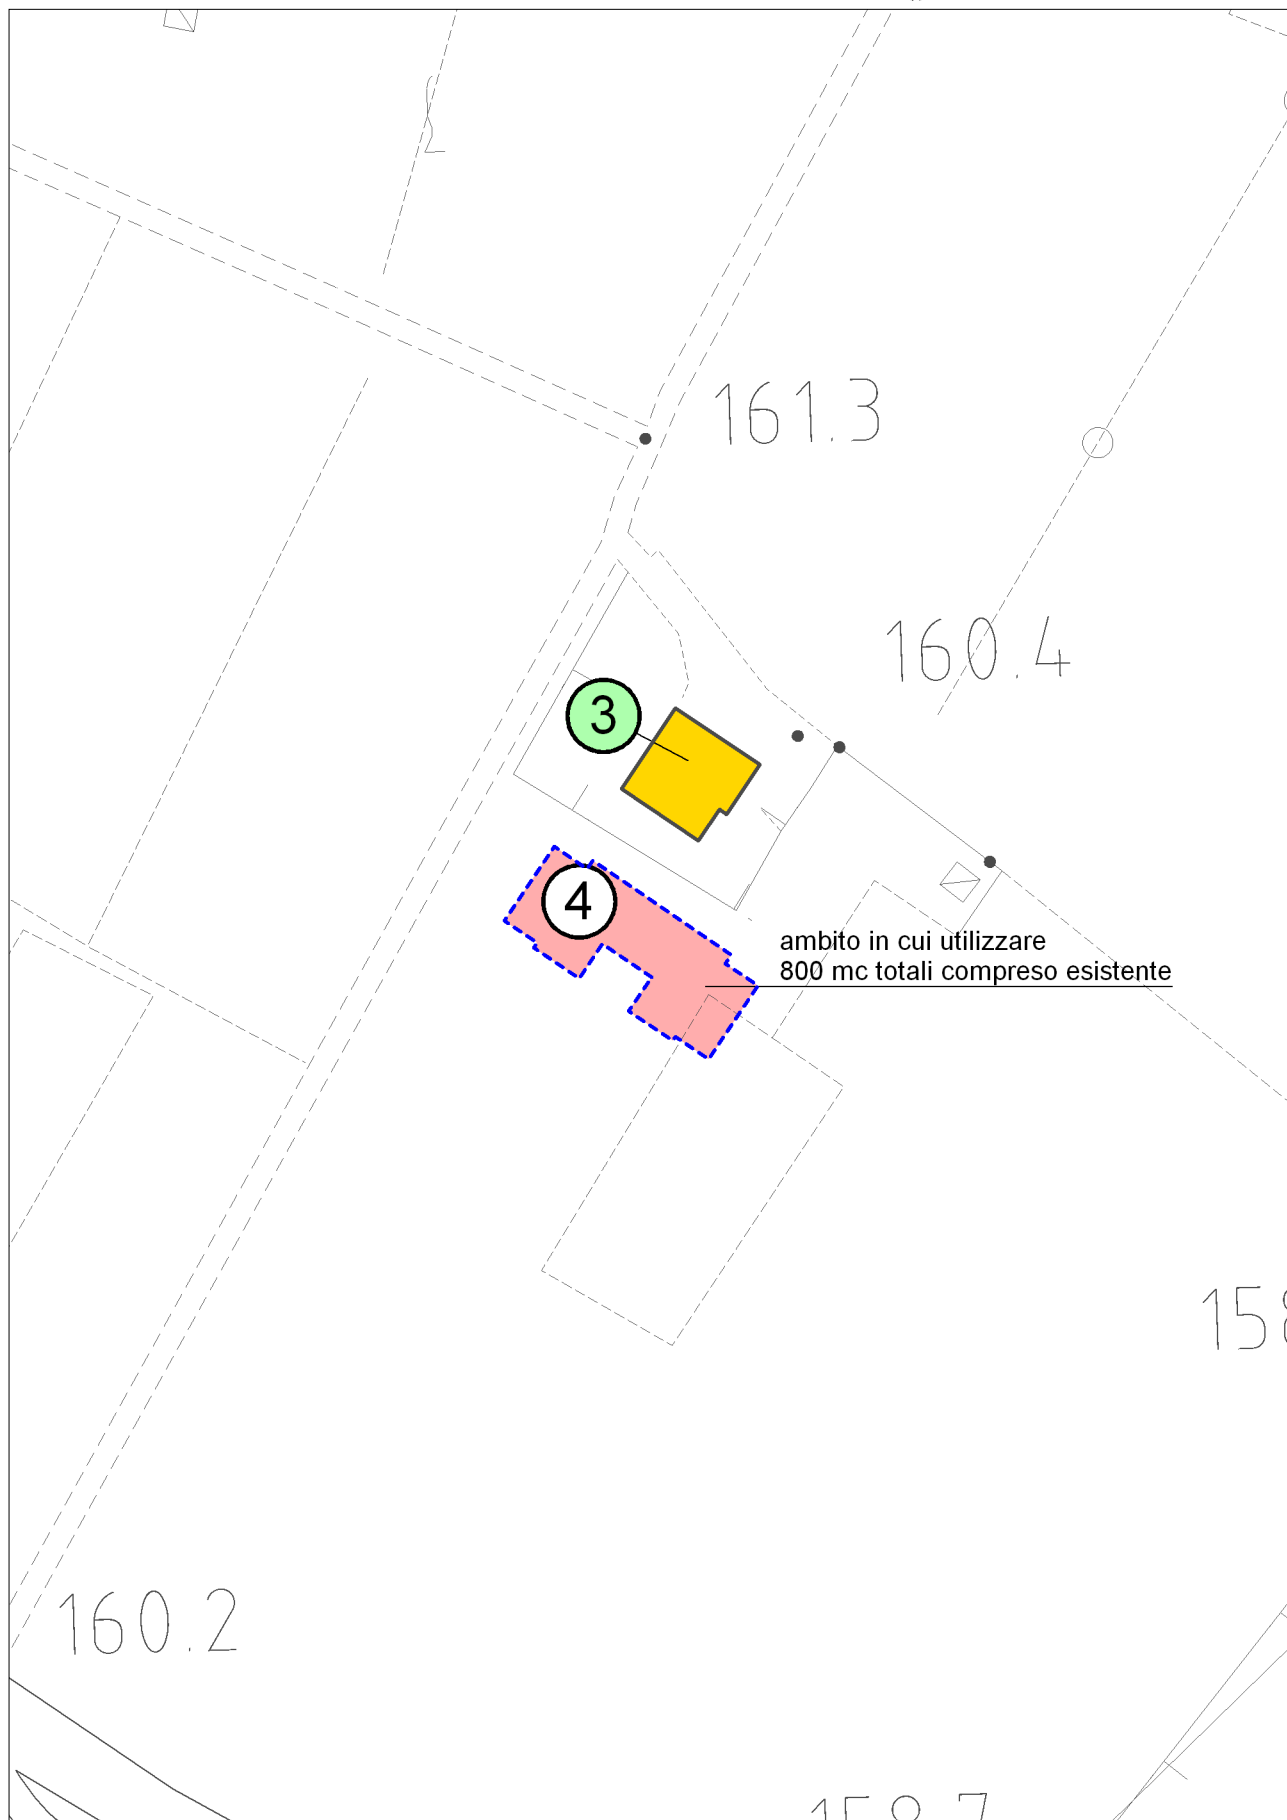 161.3
160.4
3
4
ambito in cui utilizzare
800 mc totali compreso esistente
160.2